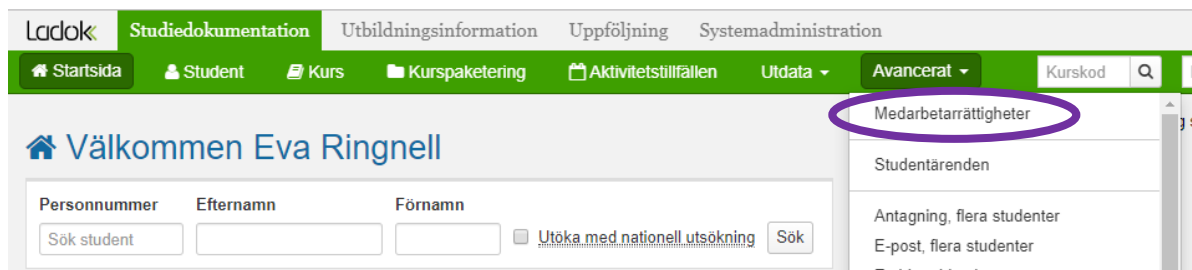 Ladok Studiedokumentation Utbildningsinformation Uppföljning Systemadministration
Startsida Student Kurs Kurspaketering Aktivitetstillfällen Utdata Avancerat Kurskod
Medarbetarrättigheter
Välkommen Eva Ringnell
Studentärenden
Personnummer Efternamn Förnamn
Antagning, flera studenter
Sök student Utöka med nationell utsökning Sök
E-post, flera studenter